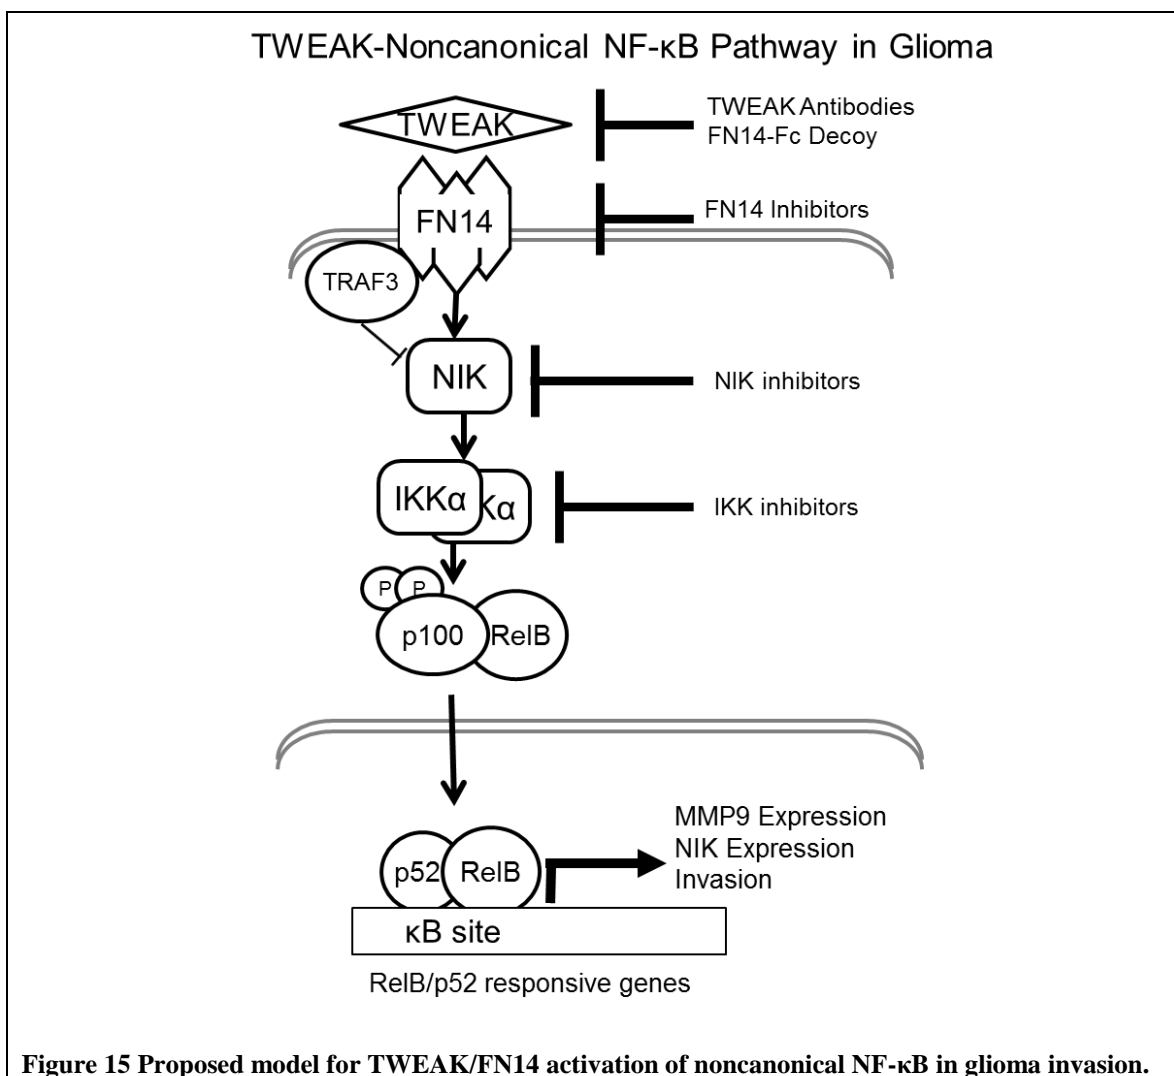 TWEAK-Noncanonical NF-κB Pathway in Glioma
TWEAK
TWEAK Antibodies
FN14-Fc Decoy
FN14
FN14 Inhibitors
TRAF3
NIK
NIK inhibitors
IKKα
Kα
IKK inhibitors
P
P
p100
RelB
MMP9 Expression
NIK Expression
Invasion
p52
RelB
κB site
RelB/p52 responsive genes
Figure 15 Proposed model for TWEAK/FN14 activation of noncanonical NF-κB in glioma invasion.